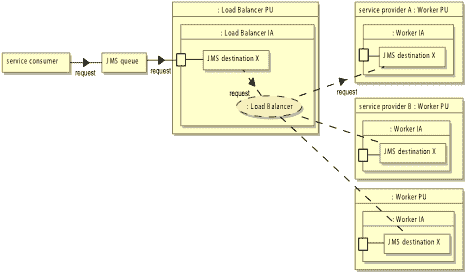 : Load Balancer PU
: Load Balancer IA
service consumer
request
JMS queue
request
JMS destination X
request
: Load Balancer
request
service provider A : Worker PU
: Worker IA
JMS destination X
service provider B : Worker PU
: Worker IA
JMS destination X
: Worker PU
: Worker IA
JMS destination X